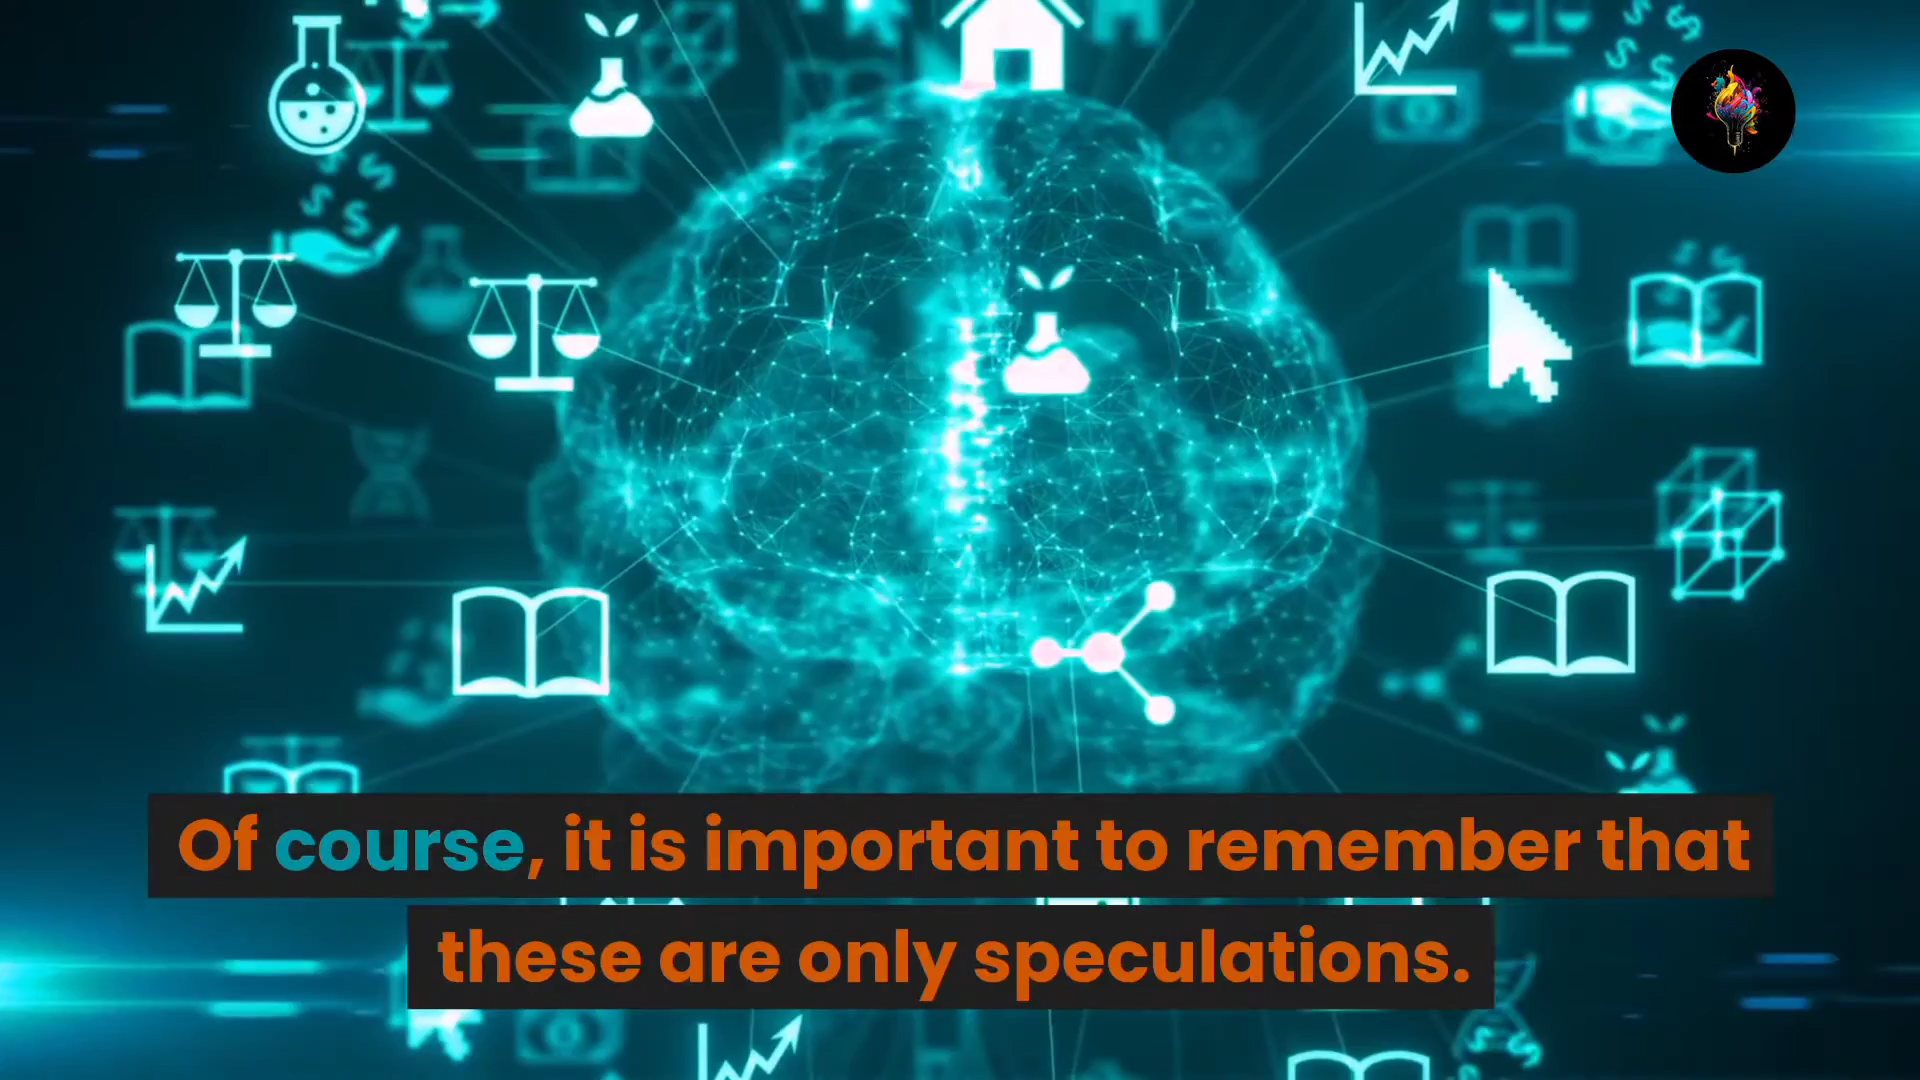 Of course, it is important to remember that
these are only speculations.